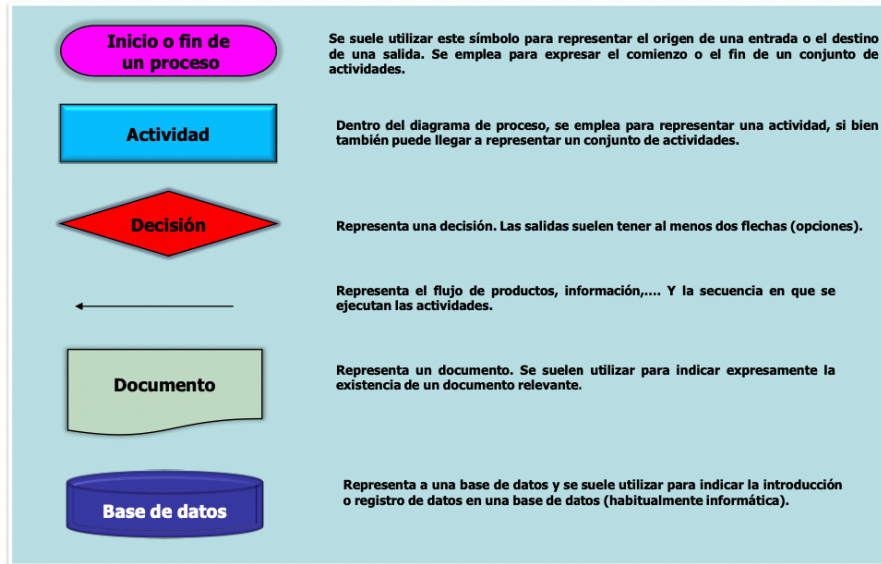 Inicio o fin de
un proceso
Se suele utilizar este símbolo para representar el origen de una entrada o el destino
de una salida. Se emplea para expresar el comienzo o el fin de un conjunto de
actividades.
Actividad
Dentro del diagrama de proceso, se emplea para representar una actividad, si bien
también puede llegar a representar un conjunto de actividades.
Decisión
Representa una decisión. Las salidas suelen tener al menos dos flechas (opciones).
Representa el flujo de productos, información,.... Y la secuencia en que se
ejecutan las actividades.
Documento
Representa un documento. Se suelen utilizar para indicar expresamente la
existencia de un documento relevante.
Base de datos
Representa a una base de datos y se suele utilizar para indicar la introducción
o registro de datos en una base de datos (habitualmente informática).